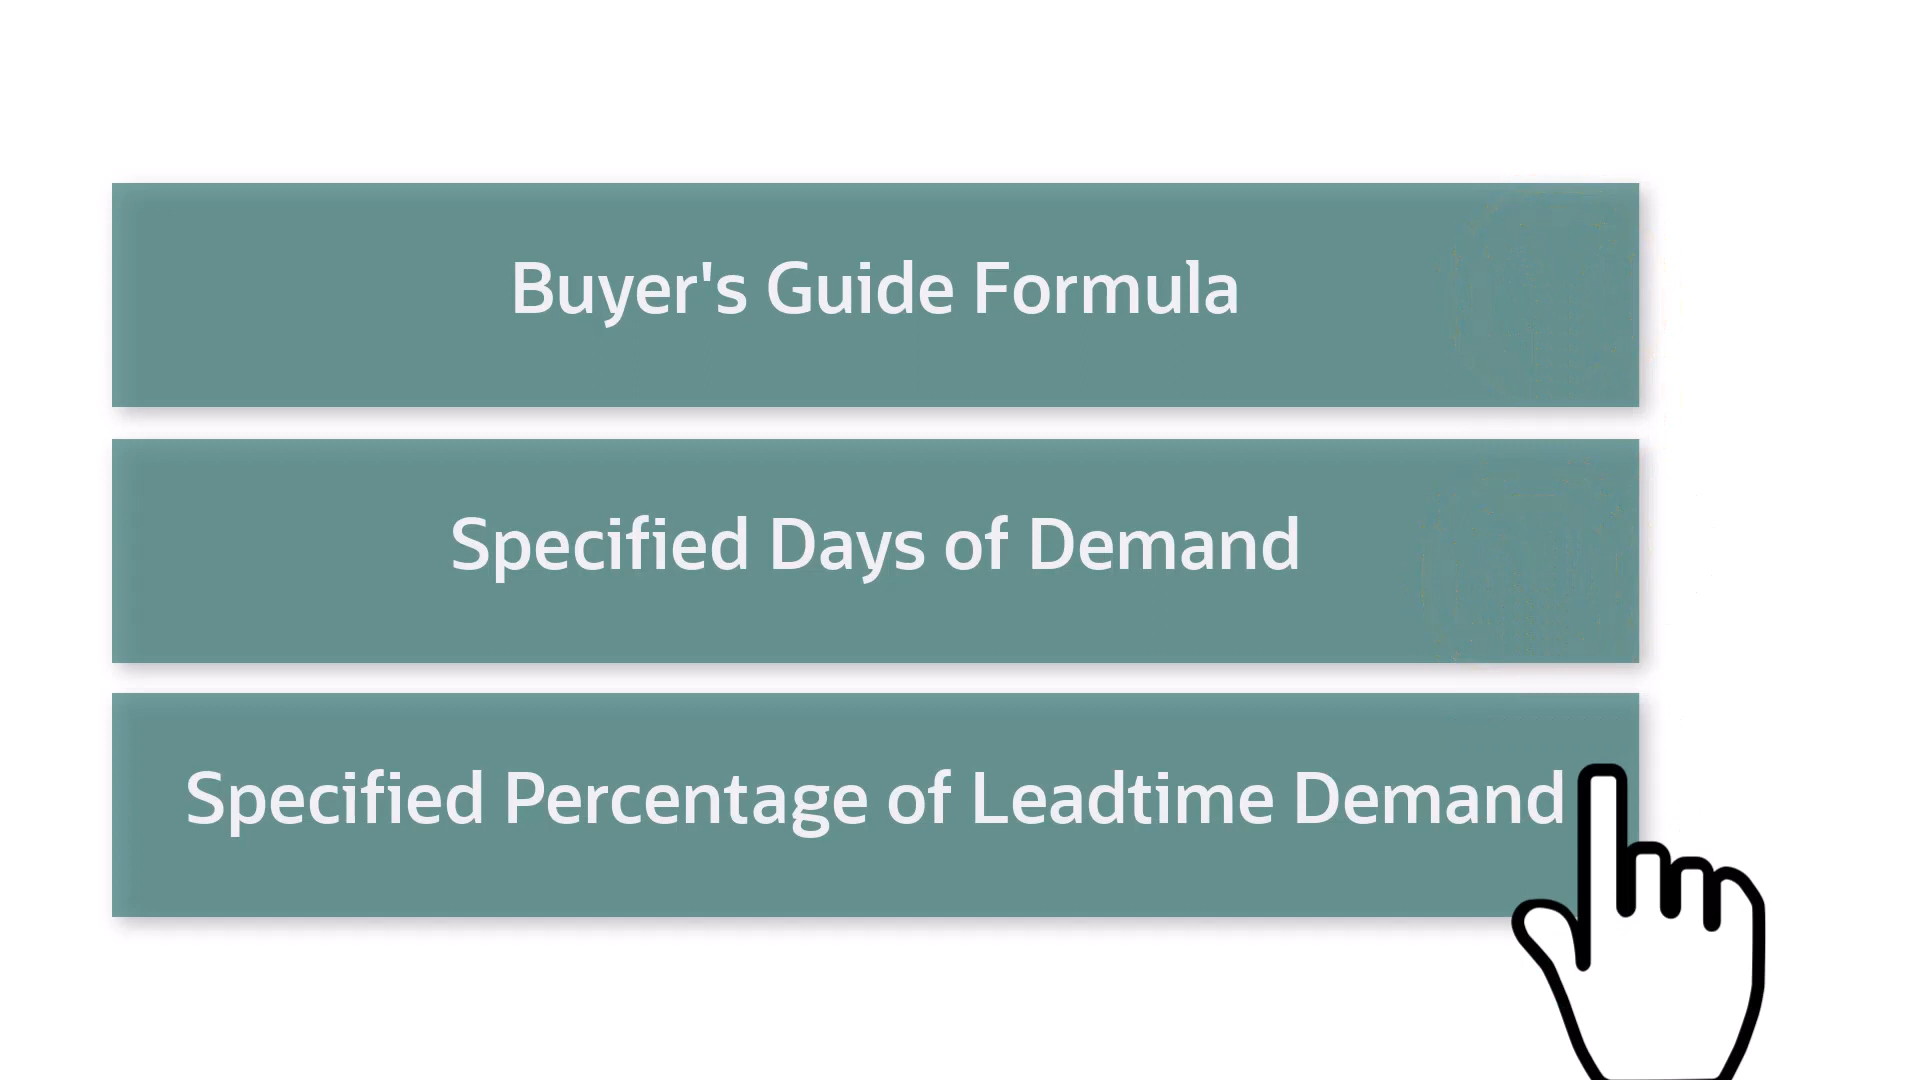 Buyer's Guide Formula
Specified Days of Demand
Specified Percentage of Leadtime Demand